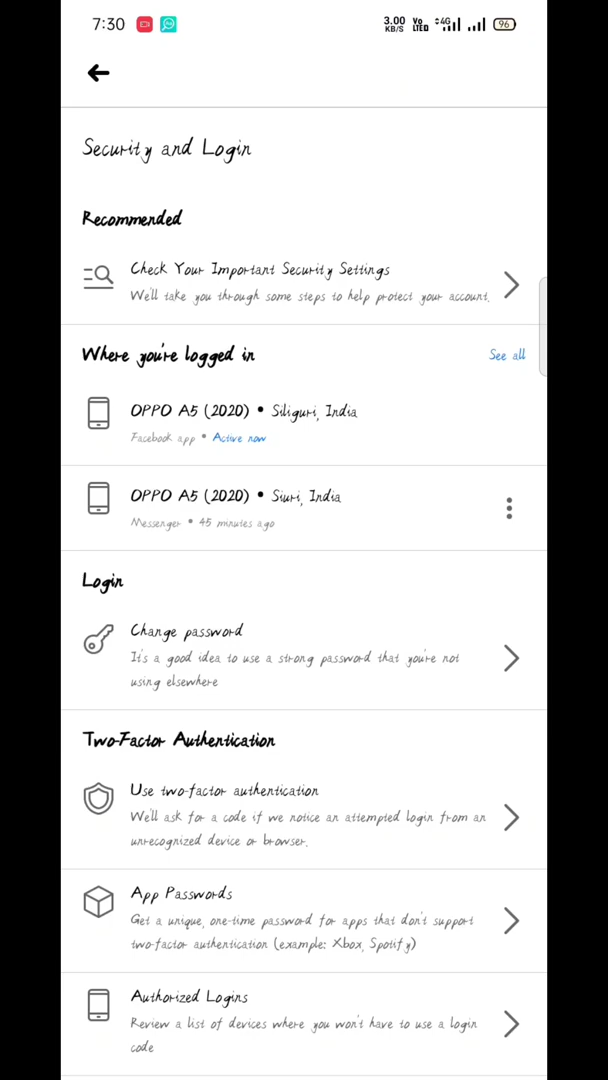 7:30
3.00 KB/S Vo LTED 4G 96
Security and Login
Recommended
Check Your Important Security Settings
We'll take you through some steps to help protect your account.
Where you're logged in See all
OPPO A5 (2020) • Siliguri, India
Facebook app • Active now
OPPO A5 (2020) • Siuri, India
Messenger • 45 minutes ago
Login
Change password
It's a good idea to use a strong password that you're not
using elsewhere
Two-Factor Authentication
Use two-factor authentication
We'll ask for a code if we notice an attempted login from an
unrecognized device or browser.
App Passwords
Get a unique, one-time password for apps that don't support
two-factor authentication (example: Xbox, Spotify)
Authorized Logins
Review a list of devices where you won't have to use a login
code